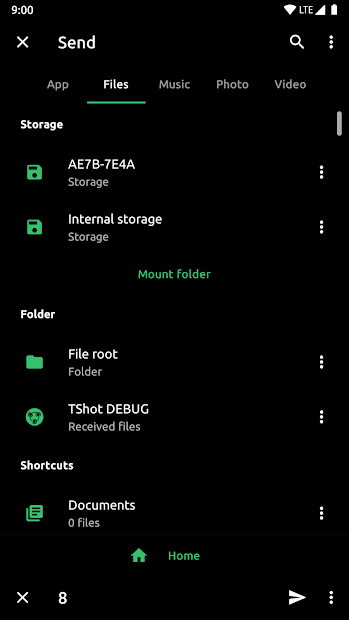 9:00 LTE
Send
App Files Music Photo Video
Storage
AE7B-7E4A
Storage
Internal storage
Storage
Mount folder
Folder
File root
Folder
TShot DEBUG
Received files
Shortcuts
Documents
0 files
Home
8